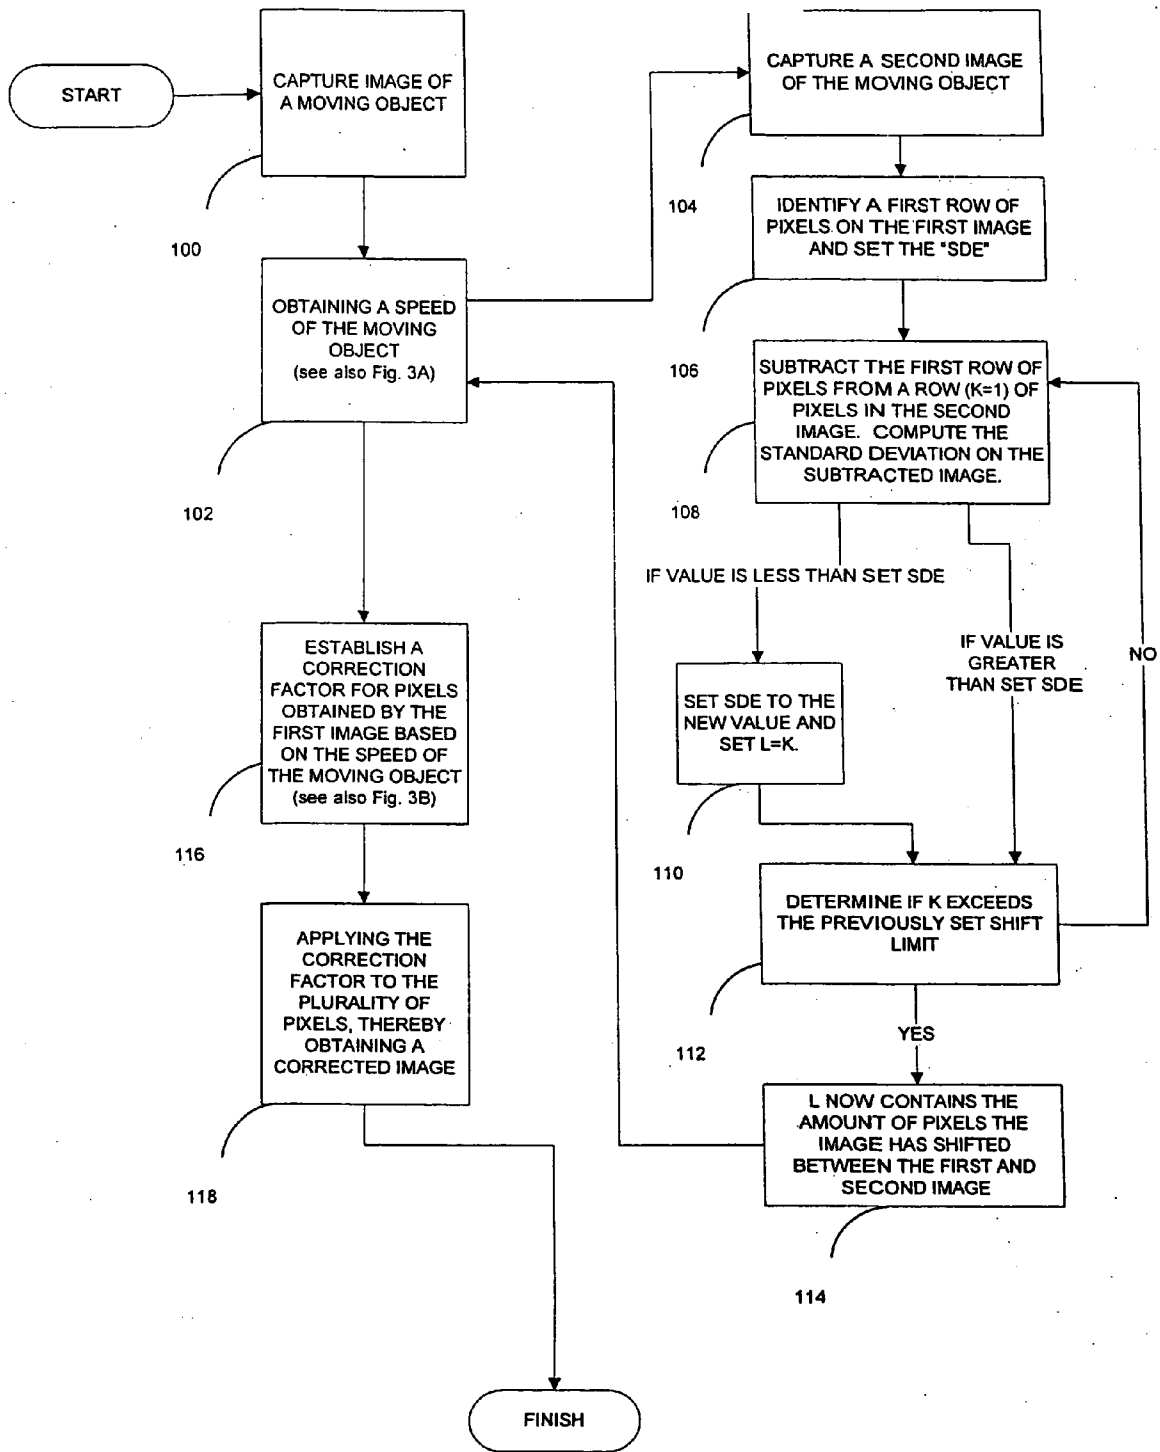 START
CAPTURE IMAGE OF
A MOVING OBJECT
100
OBTAINING A SPEED
OF THE MOVING
OBJECT
(see also Fig. 3A)
102
ESTABLISH A
CORRECTION
FACTOR FOR PIXELS
OBTAINED BY THE
FIRST IMAGE BASED
ON THE SPEED OF
THE MOVING OBJECT
(see also Fig. 3B)
116
APPLYING THE
CORRECTION
FACTOR TO THE
PLURALITY OF
PIXELS, THEREBY
OBTAINING A
CORRECTED IMAGE
118
CAPTURE A SECOND IMAGE
OF THE MOVING OBJECT
104
IDENTIFY A FIRST ROW OF
PIXELS ON THE FIRST IMAGE
AND SET THE "SDE"
106
SUBTRACT THE FIRST ROW OF
PIXELS FROM A ROW (K=1) OF
PIXELS IN THE SECOND
IMAGE. COMPUTE THE
STANDARD DEVIATION ON THE
SUBTRACTED IMAGE.
108
IF VALUE IS LESS THAN SET SDE
IF VALUE IS
GREATER
THAN SET SDE
NO
SET SDE TO THE
NEW VALUE AND
SET L=K.
110
DETERMINE IF K EXCEEDS
THE PREVIOUSLY SET SHIFT
LIMIT
112
YES
L NOW CONTAINS THE
AMOUNT OF PIXELS THE
IMAGE HAS SHIFTED
BETWEEN THE FIRST AND
SECOND IMAGE
114
FINISH